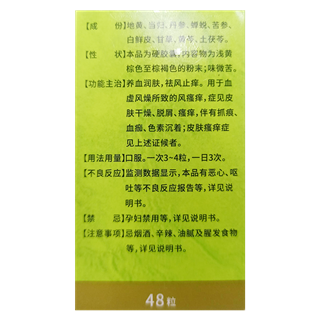 【成　份】地黄、首乌、丹参、蝉蜕、苦参、
白鲜皮、甘草、黄芩、土茯苓。
【性　状】本品为硬胶囊，内容物为浅黄
棕色至棕褐色的粉末；味微苦。
【功能主治】养血润肤，祛风止痒。用于血
虚风燥所致的风瘙痒，症见皮
肤干燥、脱屑、瘙痒，伴有抓痕、
血痂、色素沉着；皮肤瘙痒症
见上述证候者。
【用法用量】口服。一次3~4粒，一日3次。
【不良反应】监测数据显示，本品有恶心、呕
吐等不良反应报告等，详见说
明书。
【禁　忌】孕妇禁用等，详见说明书。
【注意事项】忌烟酒、辛辣、油腻及腥发食物
等，详见说明书。
48粒